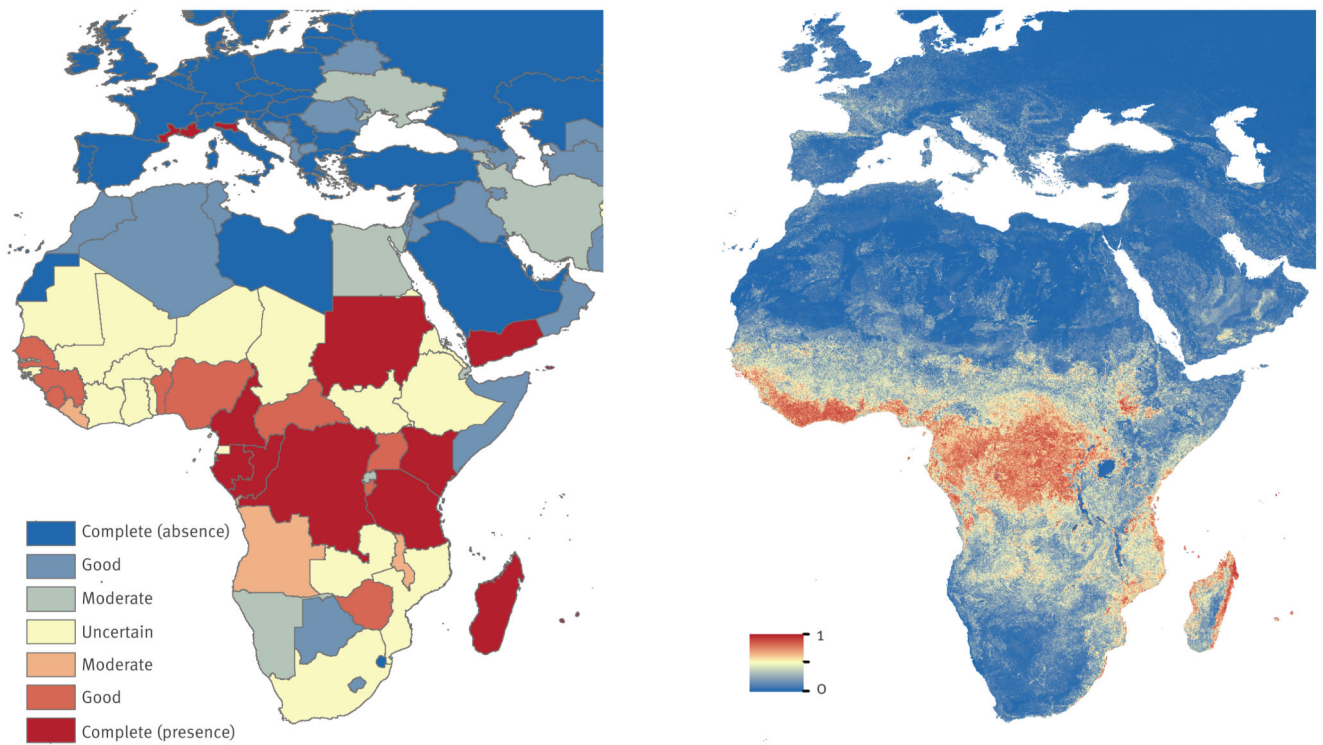 Complete (absence)
Good
Moderate
Uncertain
Moderate
Good
Complete (presence)
1
0